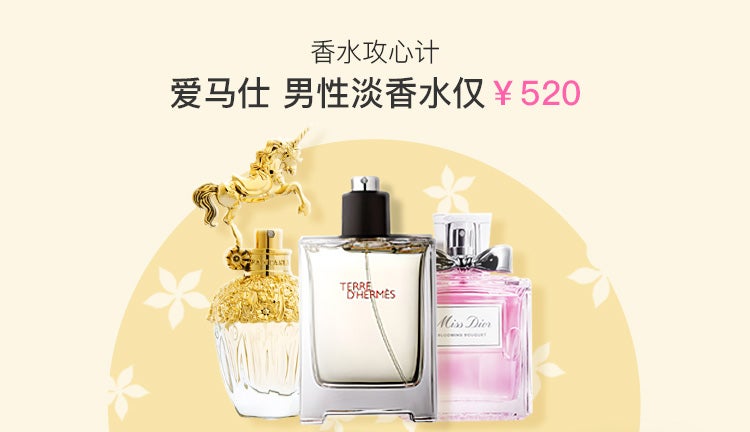 香水攻心计
爱马仕 男性淡香水仅￥520
TERRE
D'HERMÈS
Miss Dior
BLOOMING BOUQUET